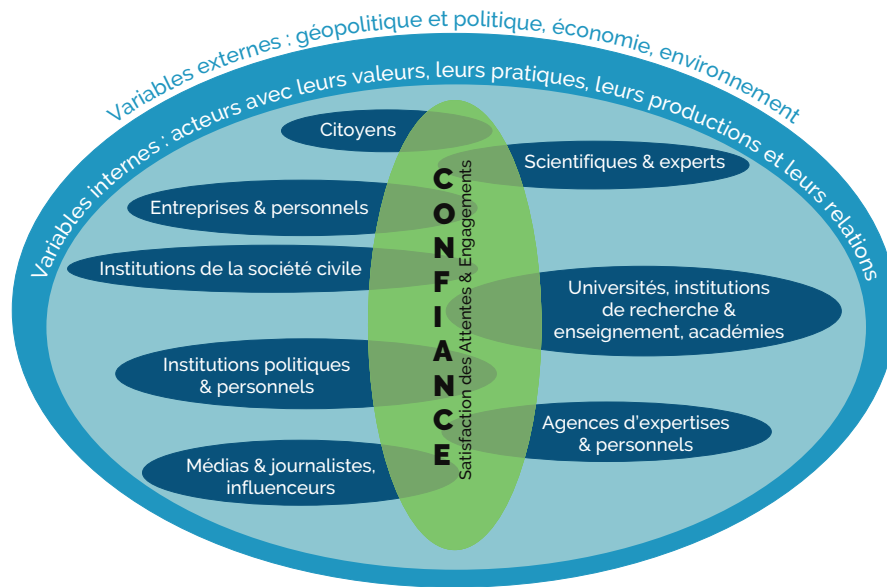 Variables externes : géopolitique et politique, économie, environnement
Variables internes : acteurs avec leurs valeurs, leurs pratiques, leurs productions et leurs relations
Citoyens
Scientifiques & experts
Entreprises & personnels
Institutions de la société civile
Universités, institutions
de recherche &
enseignement, académies
Institutions politiques
& personnels
Agences d'expertises
& personnels
Médias & journalistes,
influenceurs
CONFIANCE
Satisfaction des Attentes & Engagements